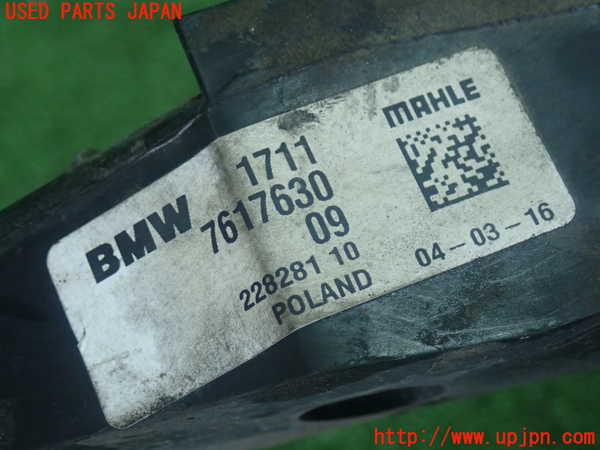 USED PARTS JAPAN
MAHLE
BMW
1711
7617630
09
228281 10
04-03-16
POLAND
http://www.upjpn.com/